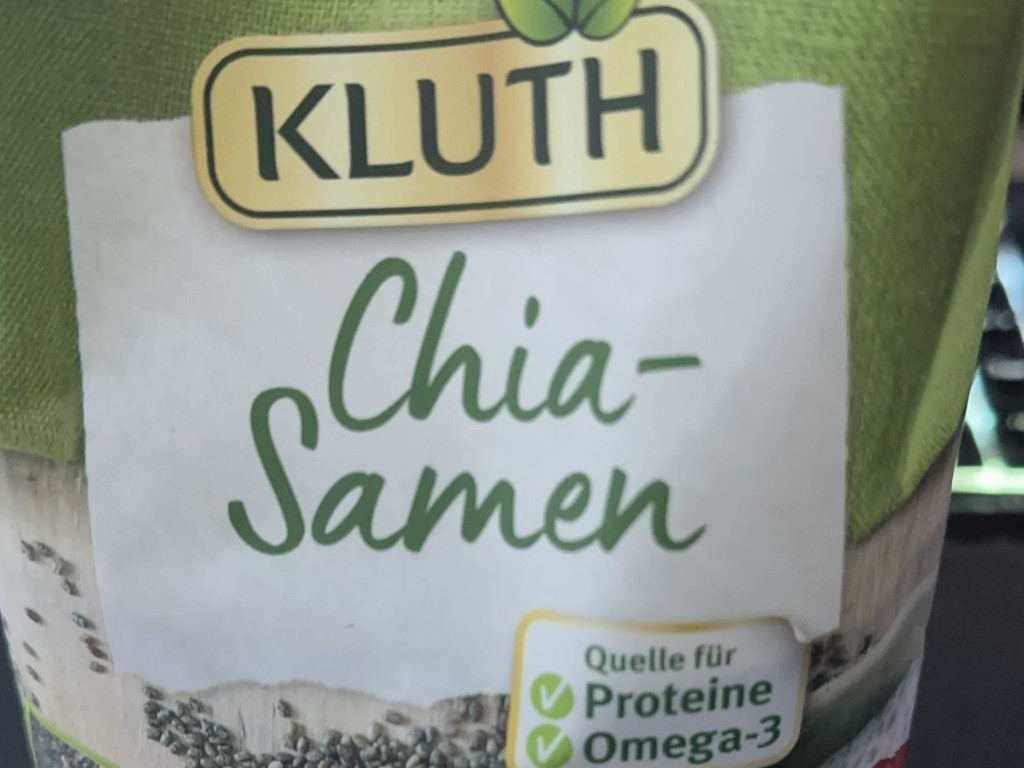 KLUTH
Chia-
Samen
Quelle für
Proteine
Omega-3